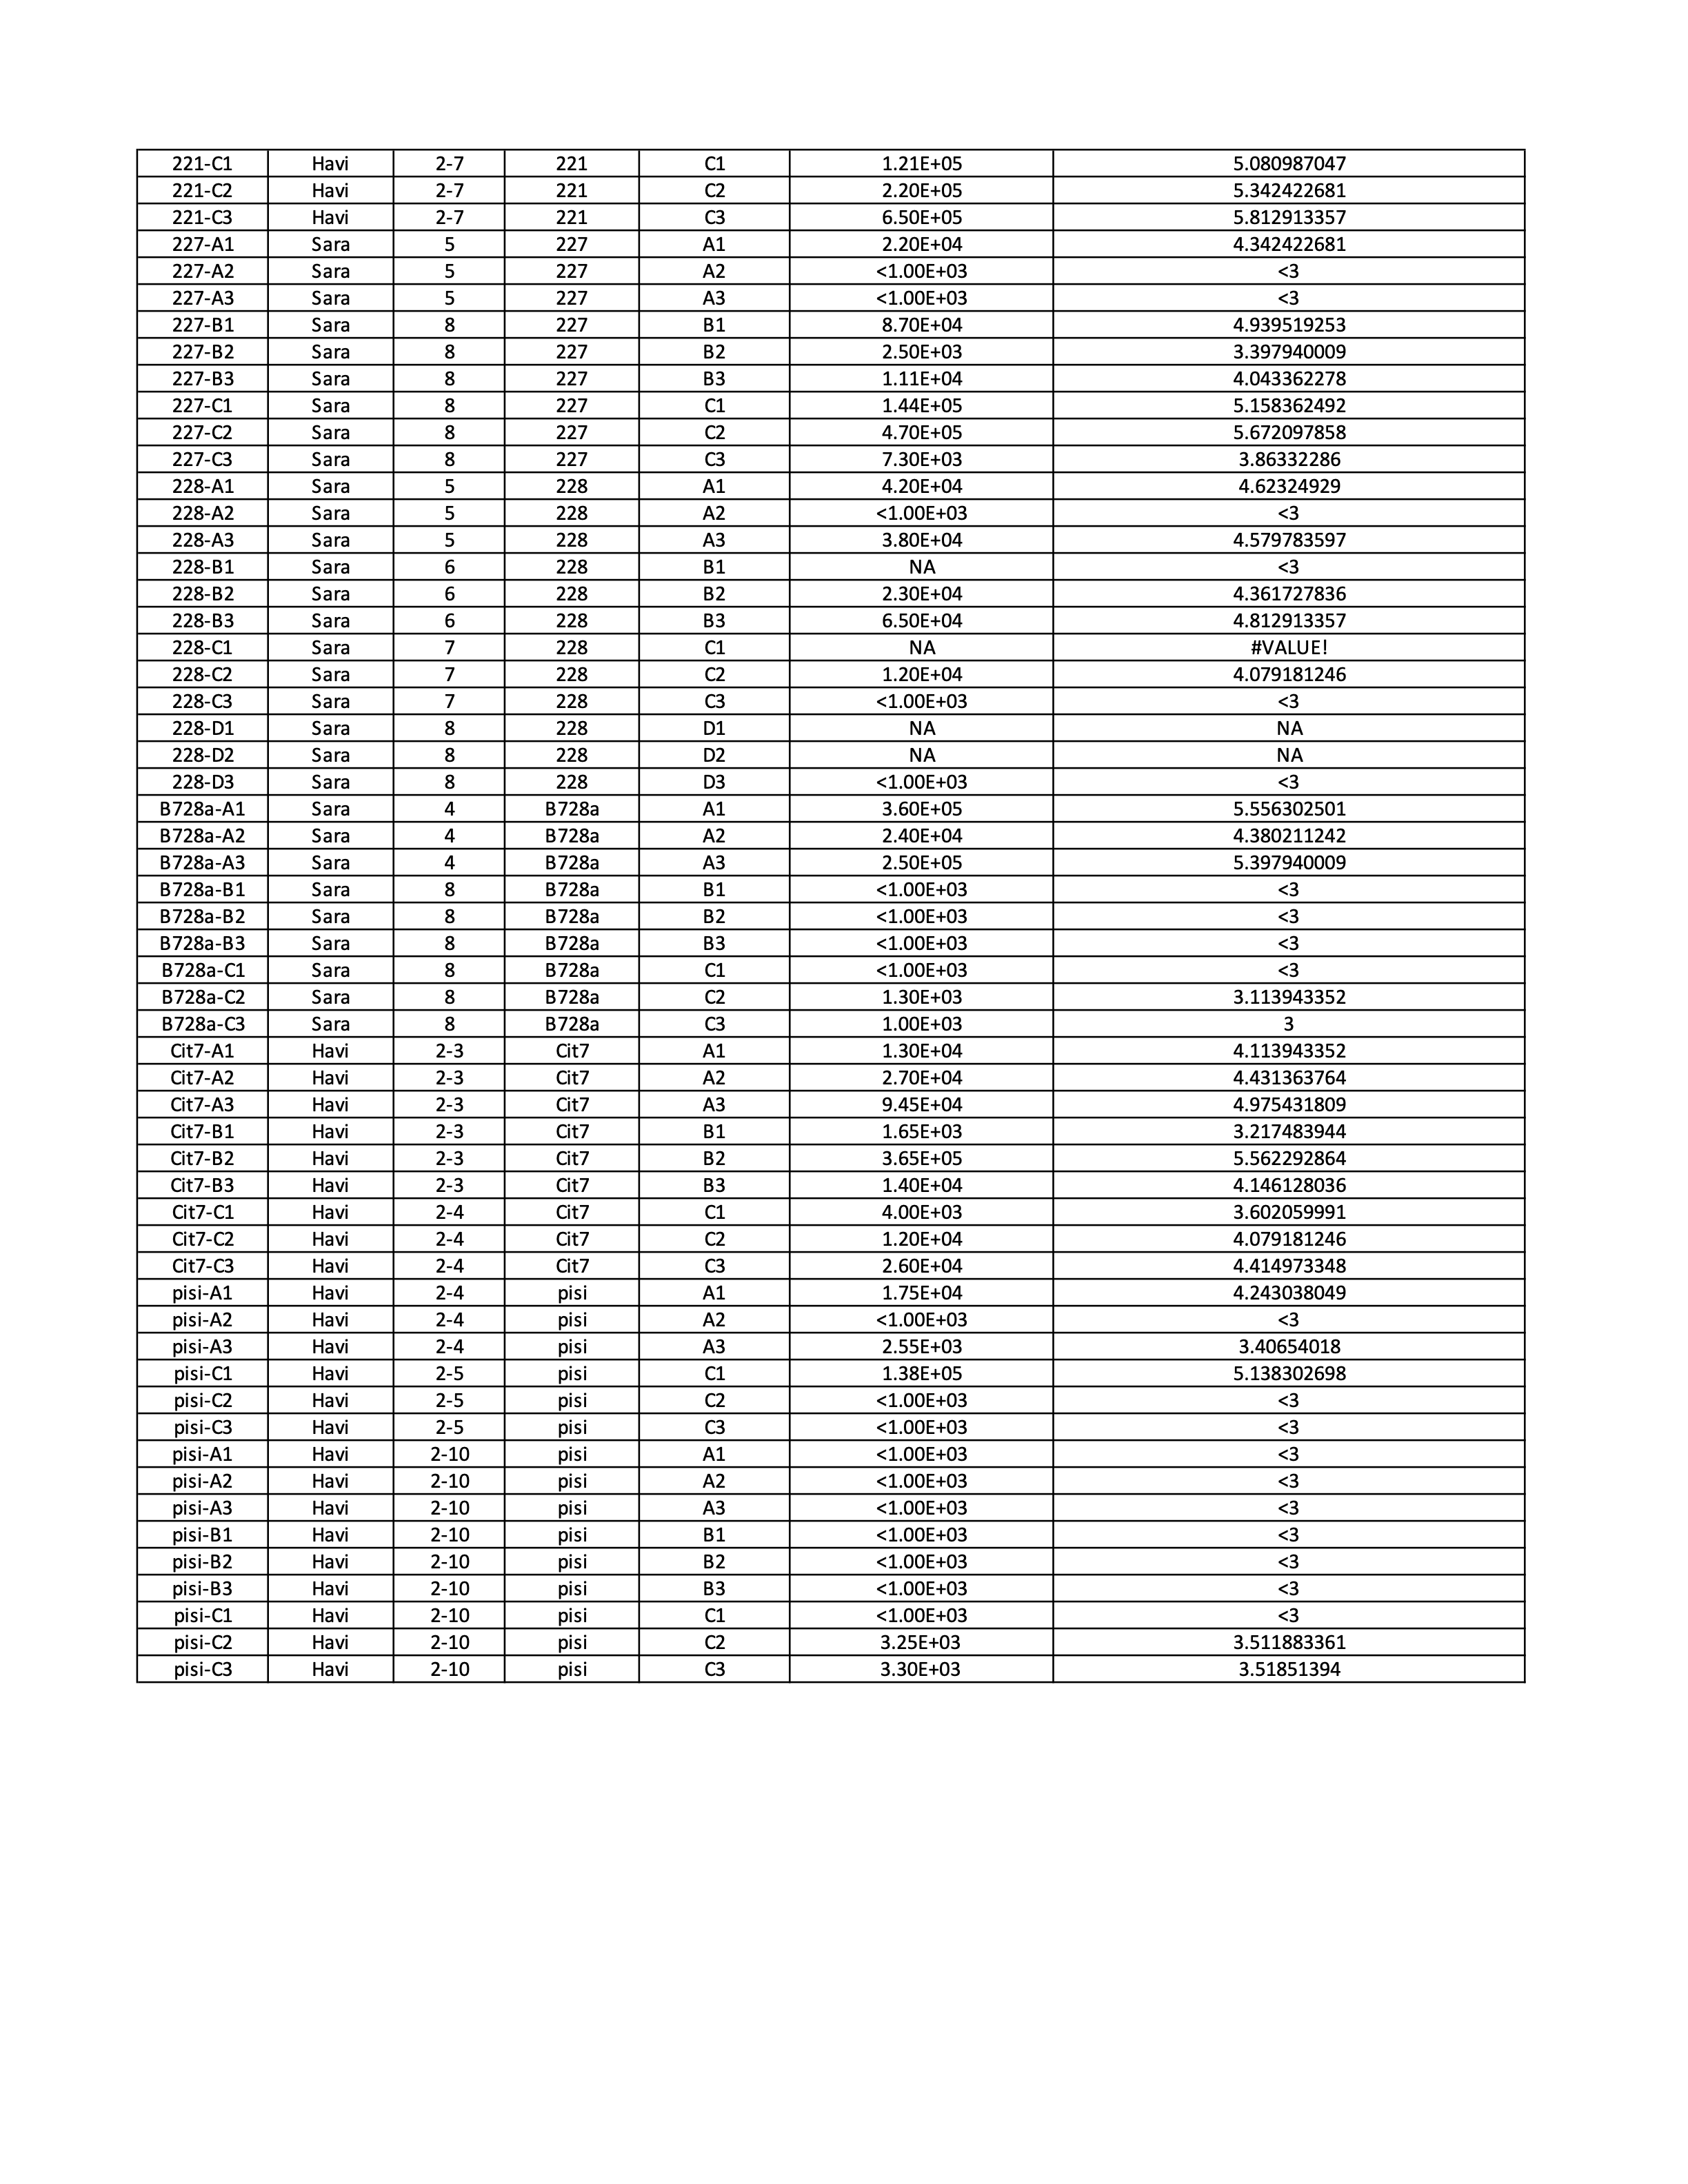 221-C1 Havi 2-7 221 C1 1.21E+05 5.080987047
221-C2 Havi 2-7 221 C2 2.20E+05 5.342422681
221-C3 Havi 2-7 221 C3 6.50E+05 5.812913357
227-A1 Sara 5 227 A1 2.20E+04 4.342422681
227-A2 Sara 5 227 A2 <1.00E+03 <3
227-A3 Sara 5 227 A3 <1.00E+03 <3
227-B1 Sara 8 227 B1 8.70E+04 4.939519253
227-B2 Sara 8 227 B2 2.50E+03 3.397940009
227-B3 Sara 8 227 B3 1.11E+04 4.043362278
227-C1 Sara 8 227 C1 1.44E+05 5.158362492
227-C2 Sara 8 227 C2 4.70E+05 5.672097858
227-C3 Sara 8 227 C3 7.30E+03 3.86332286
228-A1 Sara 5 228 A1 4.20E+04 4.62324929
228-A2 Sara 5 228 A2 <1.00E+03 <3
228-A3 Sara 5 228 A3 3.80E+04 4.579783597
228-B1 Sara 6 228 B1 NA <3
228-B2 Sara 6 228 B2 2.30E+04 4.361727836
228-B3 Sara 6 228 B3 6.50E+04 4.812913357
228-C1 Sara 7 228 C1 NA #VALUE!
228-C2 Sara 7 228 C2 1.20E+04 4.079181246
228-C3 Sara 7 228 C3 <1.00E+03 <3
228-D1 Sara 8 228 D1 NA NA
228-D2 Sara 8 228 D2 NA NA
228-D3 Sara 8 228 D3 <1.00E+03 <3
B728a-A1 Sara 4 B728a A1 3.60E+05 5.556302501
B728a-A2 Sara 4 B728a A2 2.40E+04 4.380211242
B728a-A3 Sara 4 B728a A3 2.50E+05 5.397940009
B728a-B1 Sara 8 B728a B1 <1.00E+03 <3
B728a-B2 Sara 8 B728a B2 <1.00E+03 <3
B728a-B3 Sara 8 B728a B3 <1.00E+03 <3
B728a-C1 Sara 8 B728a C1 <1.00E+03 <3
B728a-C2 Sara 8 B728a C2 1.30E+03 3.113943352
B728a-C3 Sara 8 B728a C3 1.00E+03 3
Cit7-A1 Havi 2-3 Cit7 A1 1.30E+04 4.113943352
Cit7-A2 Havi 2-3 Cit7 A2 2.70E+04 4.431363764
Cit7-A3 Havi 2-3 Cit7 A3 9.45E+04 4.975431809
Cit7-B1 Havi 2-3 Cit7 B1 1.65E+03 3.217483944
Cit7-B2 Havi 2-3 Cit7 B2 3.65E+05 5.562292864
Cit7-B3 Havi 2-3 Cit7 B3 1.40E+04 4.146128036
Cit7-C1 Havi 2-4 Cit7 C1 4.00E+03 3.602059991
Cit7-C2 Havi 2-4 Cit7 C2 1.20E+04 4.079181246
Cit7-C3 Havi 2-4 Cit7 C3 2.60E+04 4.414973348
pisi-A1 Havi 2-4 pisi A1 1.75E+04 4.243038049
pisi-A2 Havi 2-4 pisi A2 <1.00E+03 <3
pisi-A3 Havi 2-4 pisi A3 2.55E+03 3.40654018
pisi-C1 Havi 2-5 pisi C1 1.38E+05 5.138302698
pisi-C2 Havi 2-5 pisi C2 <1.00E+03 <3
pisi-C3 Havi 2-5 pisi C3 <1.00E+03 <3
pisi-A1 Havi 2-10 pisi A1 <1.00E+03 <3
pisi-A2 Havi 2-10 pisi A2 <1.00E+03 <3
pisi-A3 Havi 2-10 pisi A3 <1.00E+03 <3
pisi-B1 Havi 2-10 pisi B1 <1.00E+03 <3
pisi-B2 Havi 2-10 pisi B2 <1.00E+03 <3
pisi-B3 Havi 2-10 pisi B3 <1.00E+03 <3
pisi-C1 Havi 2-10 pisi C1 <1.00E+03 <3
pisi-C2 Havi 2-10 pisi C2 3.25E+03 3.511883361
pisi-C3 Havi 2-10 pisi C3 3.30E+03 3.51851394